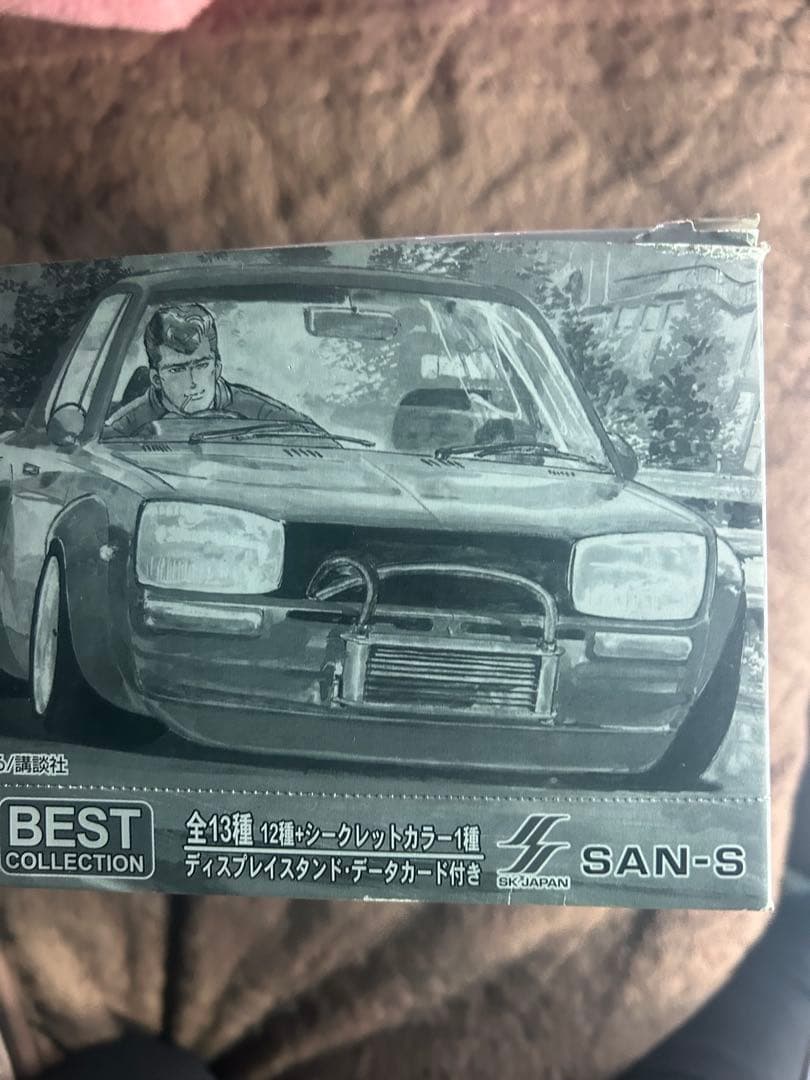 /講談社
BEST
COLLECTION
全13種 12種+シークレットカラー1種
ディスプレイスタンド・データカード付き
SK JAPAN
SAN-S